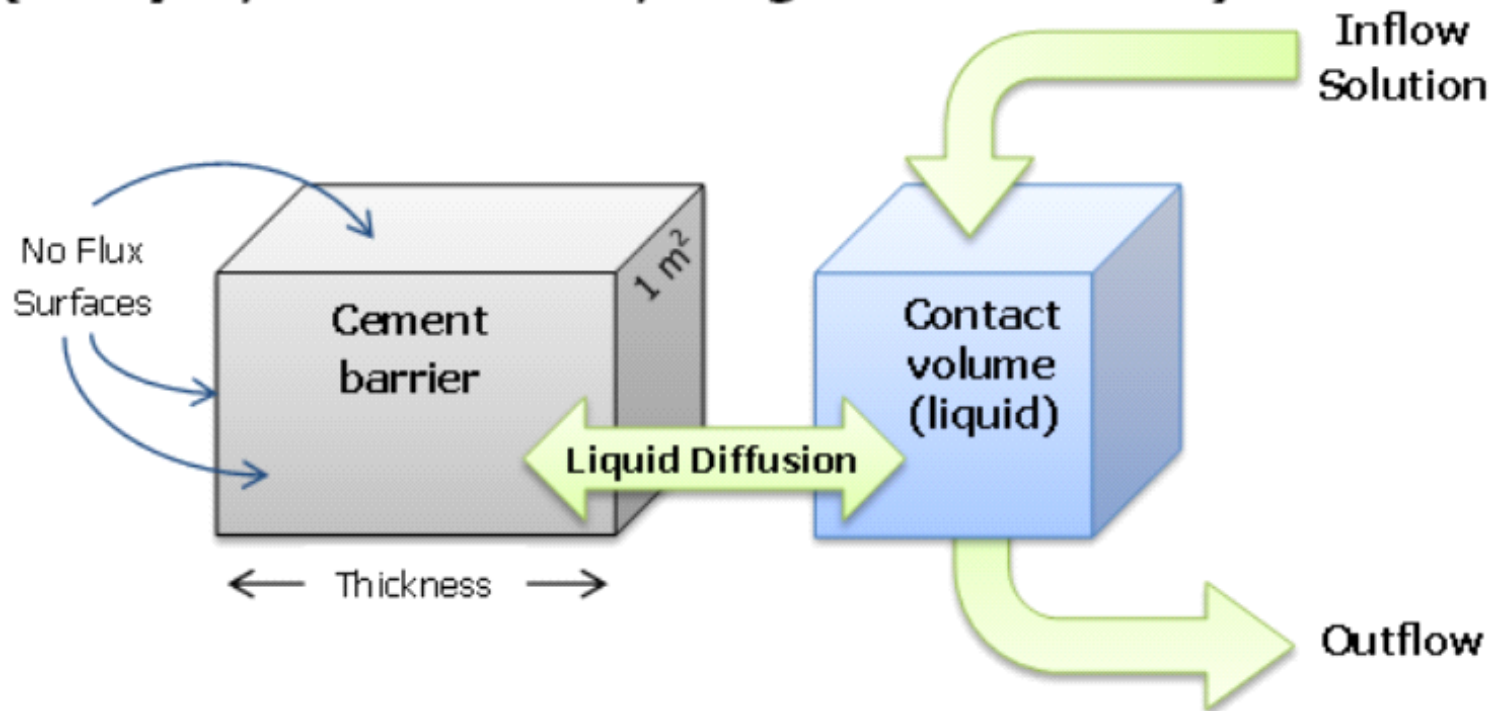 Inflow
Solution
No Flux
Surfaces
1 m²
Cement
barrier
Contact
volume
(liquid)
Liquid Diffusion
Thickness
Outflow